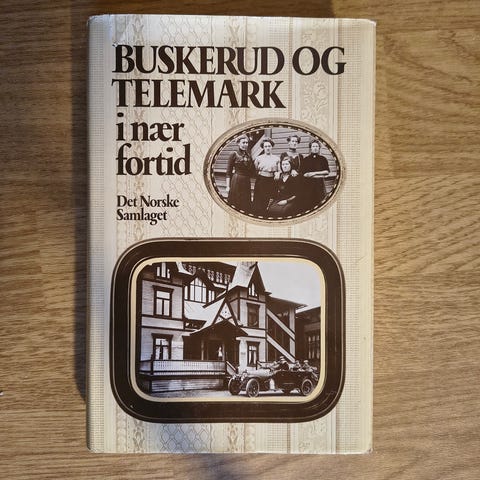 BUSKERUD OG
TELEMARK
i nær
fortid
Det Norske
Samlaget